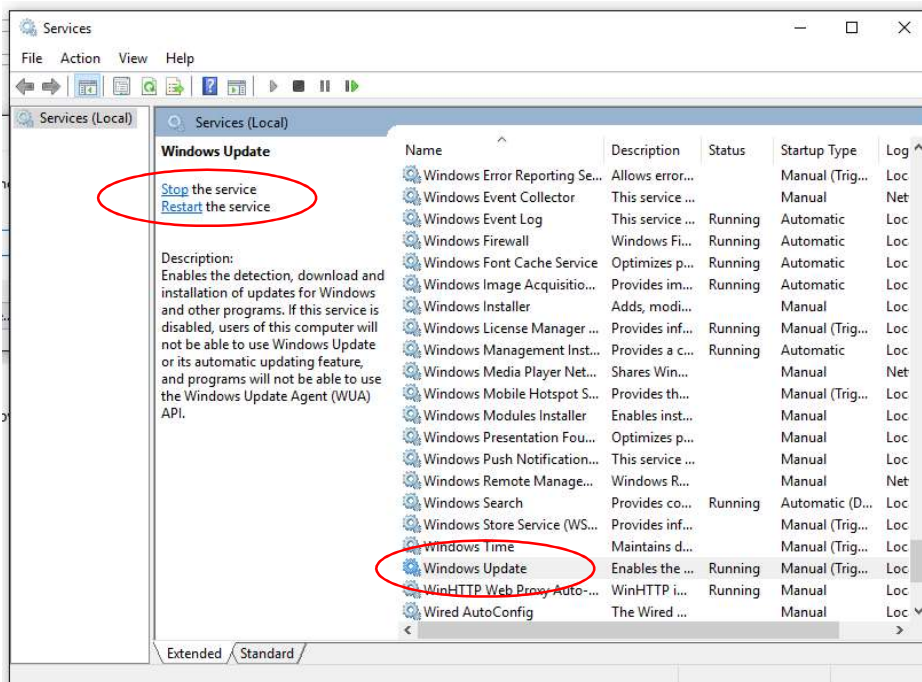 Services
File Action View Help
Services (Local)
Services (Local)
Windows Update
Stop the service
Restart the service
Description:
Enables the detection, download and
installation of updates for Windows
and other programs. If this service is
disabled, users of this computer will
not be able to use Windows Update
or its automatic updating feature,
and programs will not be able to use
the Windows Update Agent (WUA)
API.
Name Description Status Startup Type Log
Windows Error Reporting Se... Allows error... Manual (Trig... Loc
Windows Event Collector This service ... Manual Net
Windows Event Log This service ... Running Automatic Loc
Windows Firewall Windows Fi... Running Automatic Loc
Windows Font Cache Service Optimizes p... Running Automatic Loc
Windows Image Acquisitio... Provides im... Running Automatic Loc
Windows Installer Adds, modi... Manual Loc
Windows License Manager ... Provides inf... Running Manual (Trig... Loc
Windows Management Inst... Provides a c... Running Automatic Loc
Windows Media Player Net... Shares Win... Manual Net
Windows Mobile Hotspot S... Provides th... Manual (Trig... Loc
Windows Modules Installer Enables inst... Manual Loc
Windows Presentation Fou... Optimizes p... Manual Loc
Windows Push Notification... This service ... Manual Loc
Windows Remote Manage... Windows R... Manual Net
Windows Search Provides co... Running Automatic (D... Loc
Windows Store Service (WS... Provides inf... Manual (Trig... Loc
Windows Time Maintains d... Manual (Trig... Loc
Windows Update Enables the ... Running Manual (Trig... Loc
WinHTTP Web Proxy Auto-... WinHTTP i... Running Manual Loc
Wired AutoConfig The Wired ... Manual Loc
Extended Standard